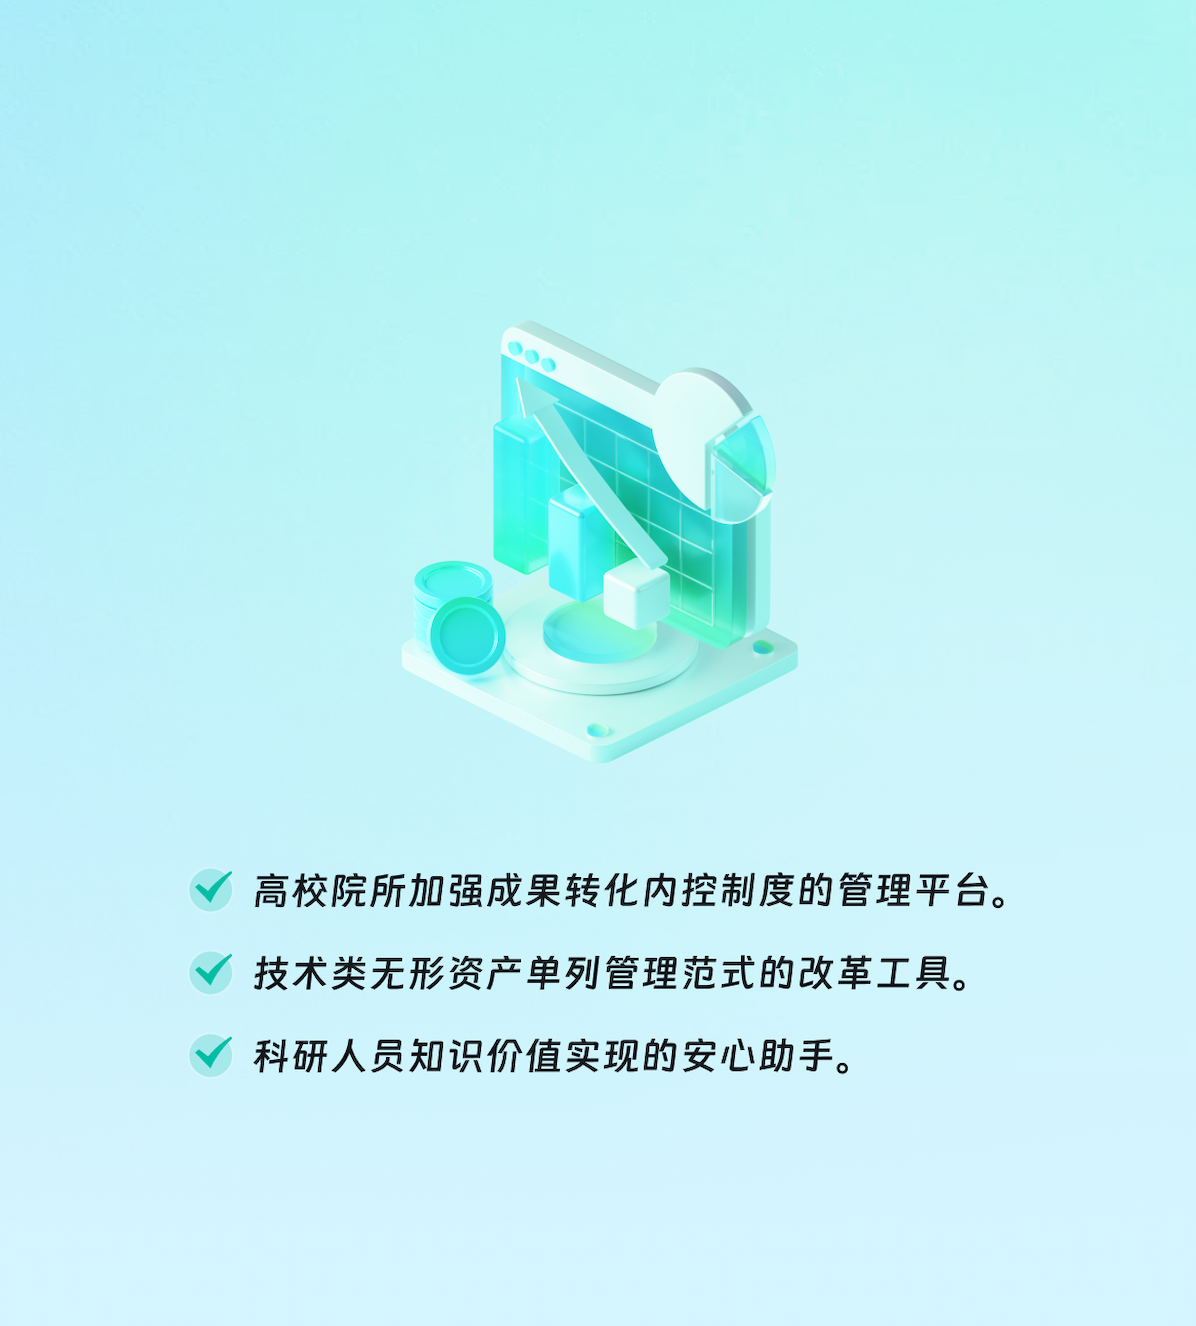 高校院所加强成果转化内控制度的管理平台。
技术类无形资产单列管理范式的改革工具。
科研人员知识价值实现的安心助手。